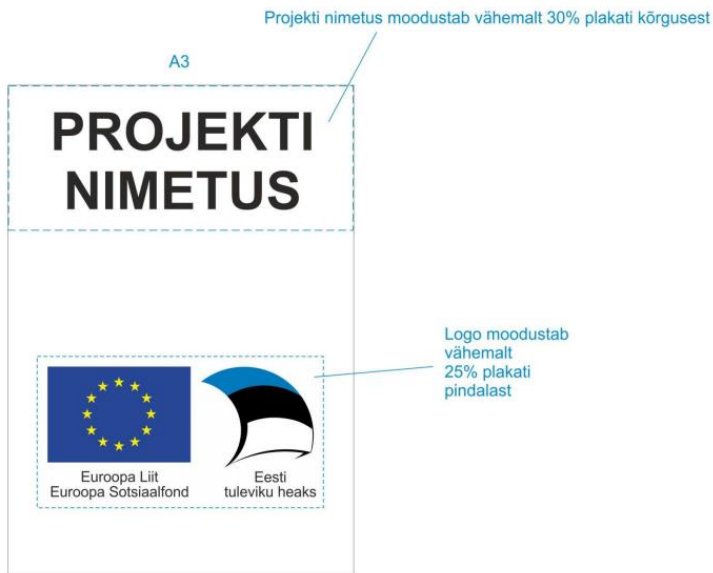 Projekti nimetus moodustab vähemalt 30% plakati kõrgusest
A3
PROJEKTI
NIMETUS
Logo moodustab
vähemalt
25% plakati
pindalast
Euroopa Liit
Euroopa Sotsiaalfond
Eesti
tuleviku heaks